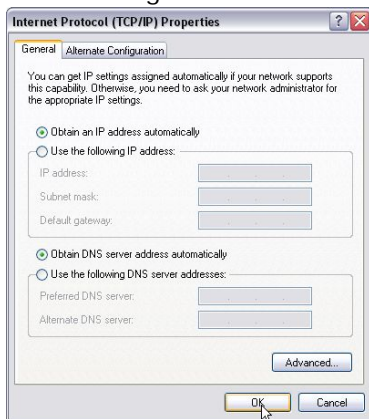 Internet Protocol (TCP/IP) Properties
General
Alternate Configuration
You can get IP settings assigned automatically if your network supports
this capability. Otherwise, you need to ask your network administrator for
the appropriate IP settings.
Obtain an IP address automatically
Use the following IP address:
IP address:
Subnet mask:
Default gateway:
Obtain DNS server address automatically
Use the following DNS server addresses:
Preferred DNS server:
Alternate DNS server:
Advanced...
OK
Cancel